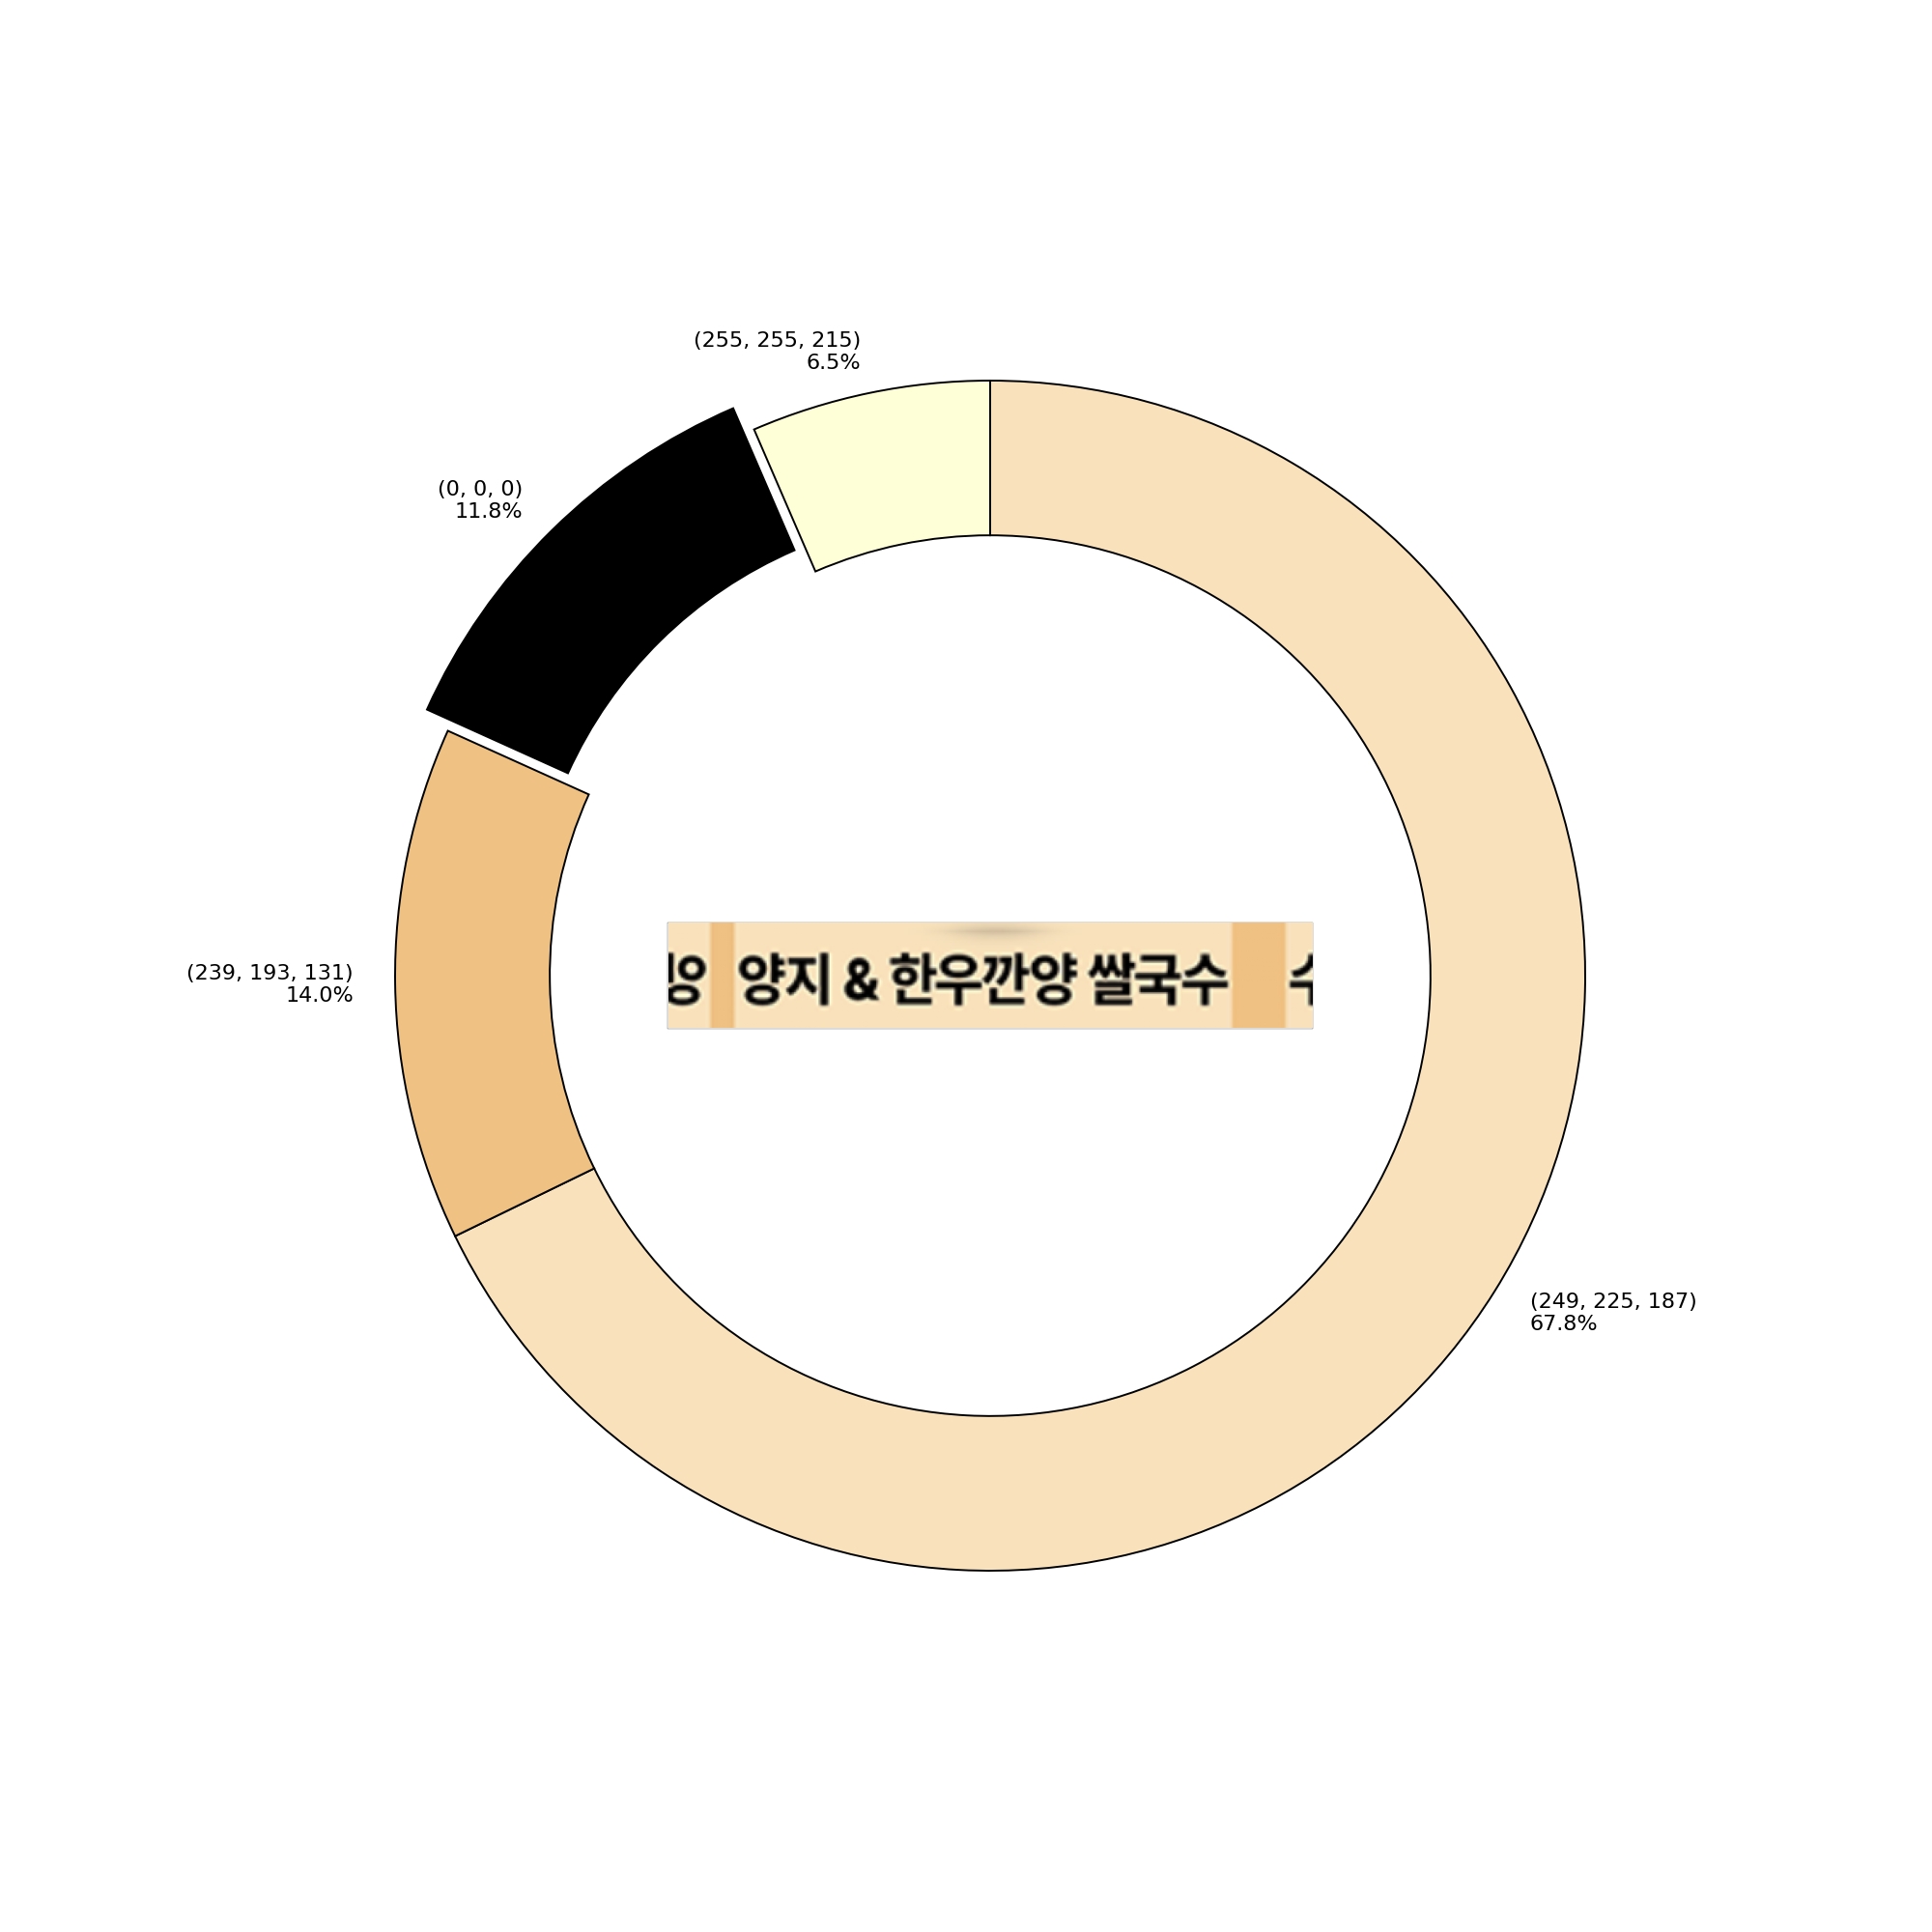 (255, 255, 215)
6.5%
(0, 0, 0)
11.8%
(239, 193, 131)
14.0%
양지 & 한우깐양 쌀국수
(249, 225, 187)
67.8%